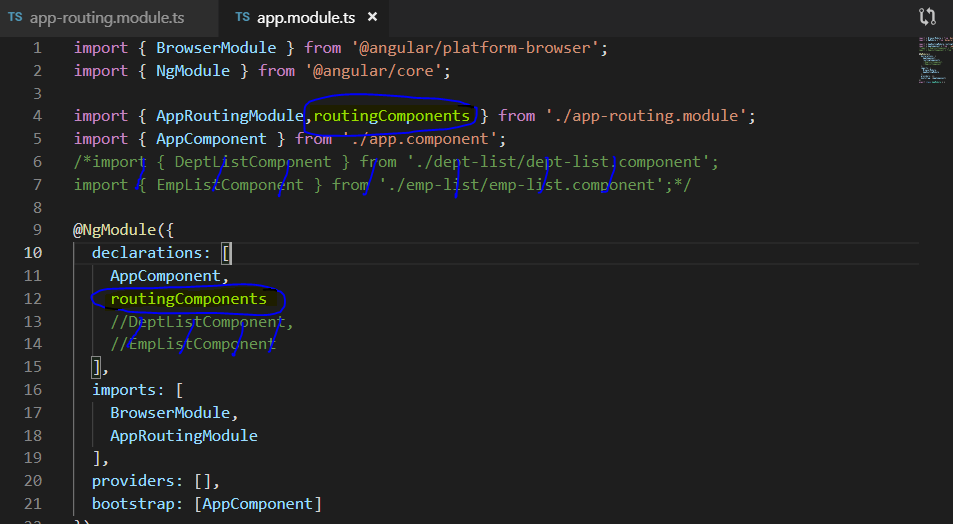 TS app-routing.module.ts TS app.module.ts ×
1 import { BrowserModule } from '@angular/platform-browser';
2 import { NgModule } from '@angular/core';
3
4 import { AppRoutingModule,routingComponents } from './app-routing.module';
5 import { AppComponent } from './app.component';
6 /*import { DeptListComponent } from './dept-list/dept-list.component';
7 import { EmpListComponent } from './emp-list/emp-list.component';*/
8
9 @NgModule({
10 declarations: [
11 AppComponent,
12 routingComponents
13 //DeptListComponent,
14 //EmpListComponent
15 ],
16 imports: [
17 BrowserModule,
18 AppRoutingModule
19 ],
20 providers: [],
21 bootstrap: [AppComponent]
22 })